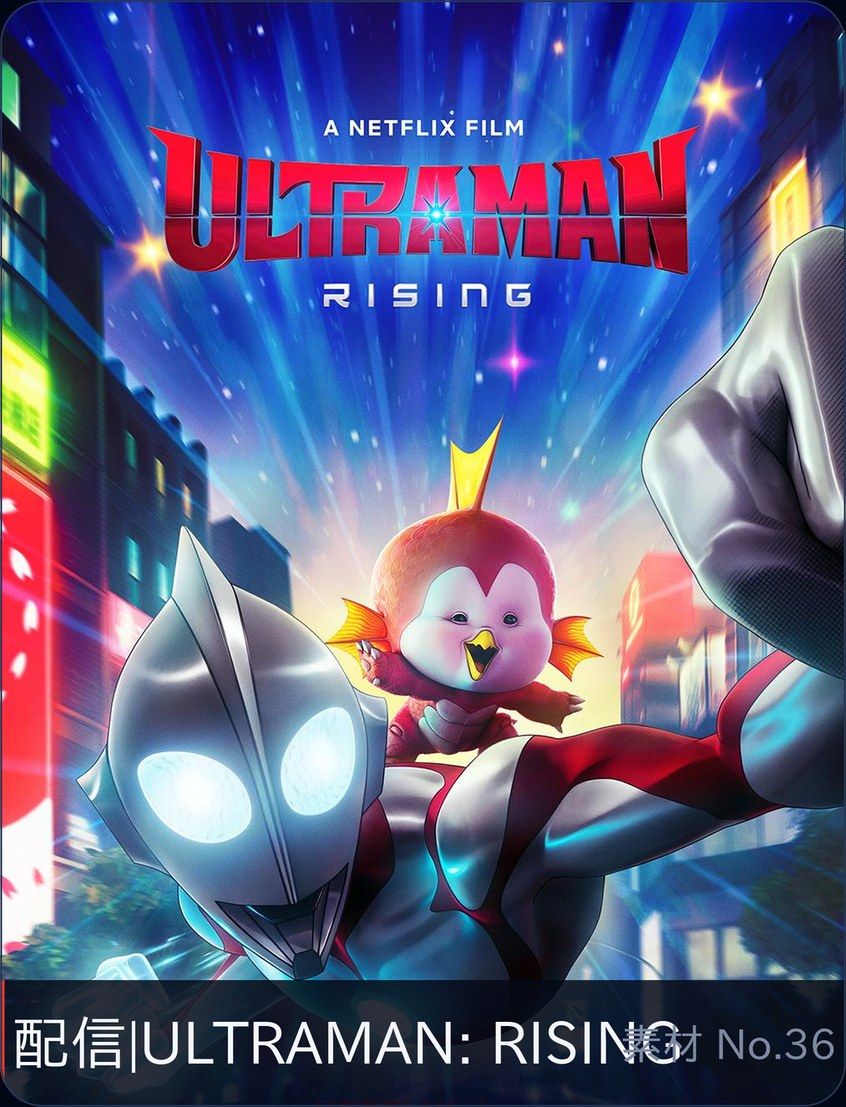 A NETFLIX FILM
ULTRAMAN
RISING
配信|ULTRAMAN: RISING
素材 No.36